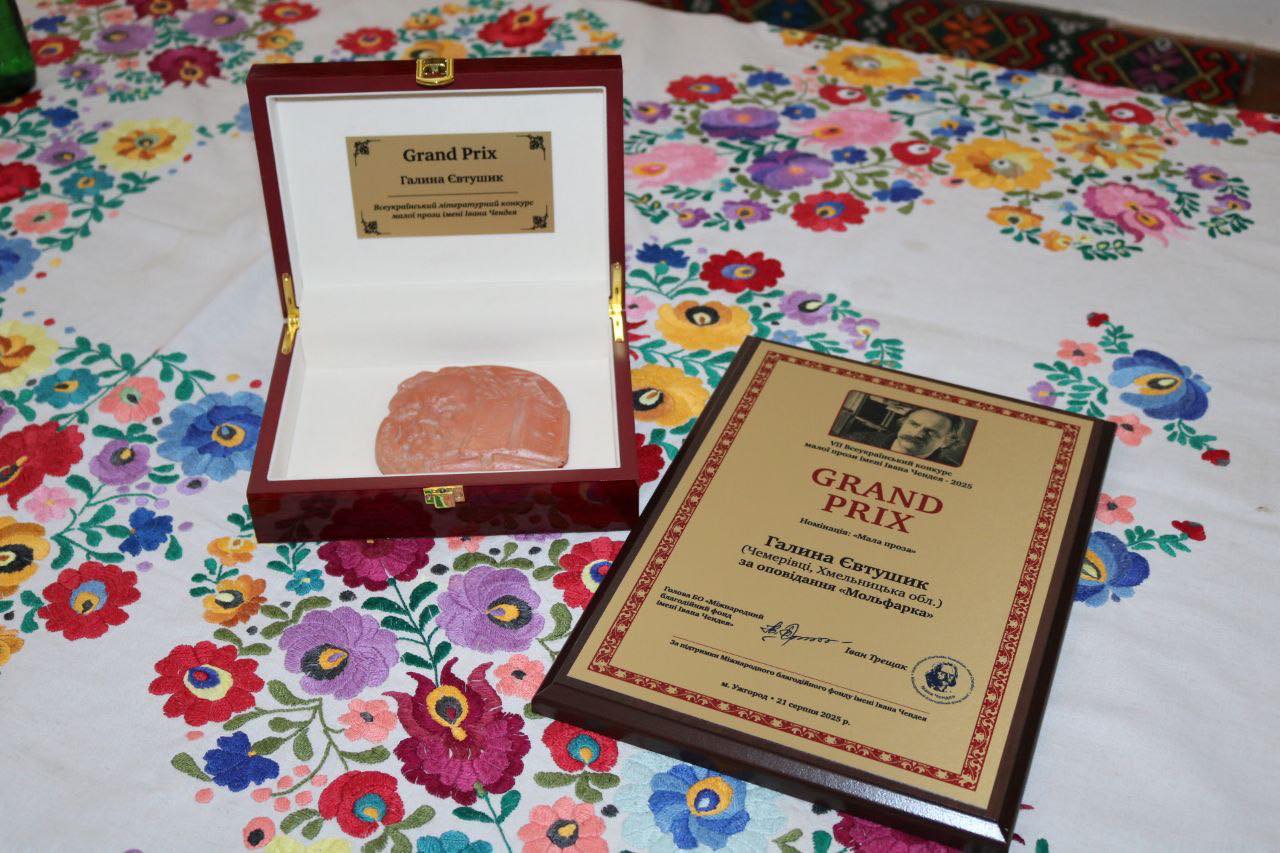 Grand Prix
Галина Євтушик
Всеукраїнський літературний конкурс
малої прози імені Івана Чендея
VII Всеукраїнський конкурс
малої прози імені Івана Чендея - 2025
GRAND
PRIX
Номінація: «Мала проза»
Галина Євтушик
(Чемерівці, Хмельницька обл.)
за оповідання «Мольфарка»
Голова БО «Міжнародний
благодійний фонд
імені Івана Чендея»
Іван Трещак
За підтримки Міжнародного благодійного фонду імені Івана Чендея
м. Ужгород • 21 серпня 2025 р.